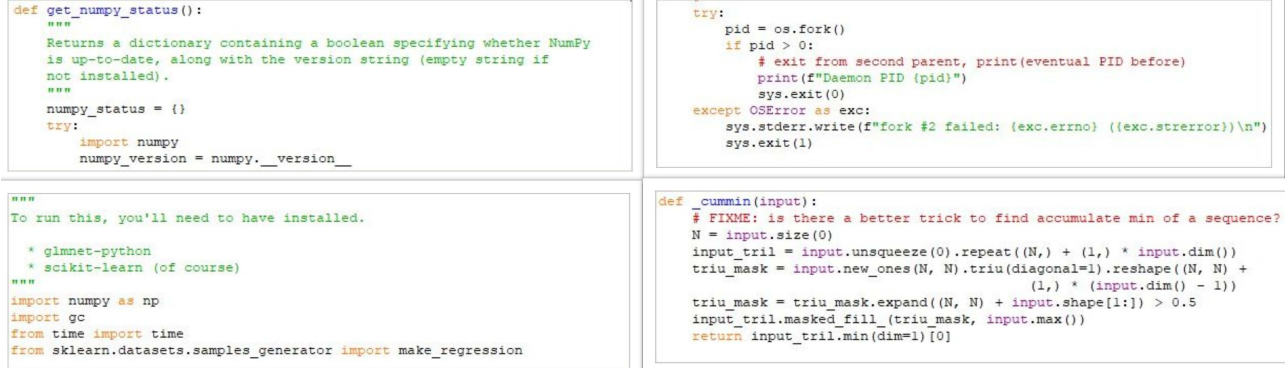 def get_numpy_status():
    """
    Returns a dictionary containing a boolean specifying whether NumPy
    is up-to-date, along with the version string (empty string if
    not installed).
    """
    numpy_status = {}
    try:
        import numpy
        numpy_version = numpy.__version__
    try:
        pid = os.fork()
        if pid > 0:
            # exit from second parent, print(eventual PID before)
            print(f"Daemon PID {pid}")
            sys.exit(0)
    except OSError as exc:
        sys.stderr.write(f"fork #2 failed: {exc.errno} ({exc.strerror})\n")
        sys.exit(1)
"""
To run this, you'll need to have installed.

  * glmnet-python
  * scikit-learn (of course)
"""
import numpy as np
import gc
from time import time
from sklearn.datasets.samples_generator import make_regression
def _cummin(input):
    # FIXME: is there a better trick to find accumulate min of a sequence?
    N = input.size(0)
    input_tril = input.unsqueeze(0).repeat((N,) + (1,) * input.dim())
    triu_mask = input.new_ones(N, N).triu(diagonal=1).reshape((N, N) +
                                                (1,) * (input.dim() - 1))
    triu_mask = triu_mask.expand((N, N) + input.shape[1:]) > 0.5
    input_tril.masked_fill_(triu_mask, input.max())
    return input_tril.min(dim=1)[0]